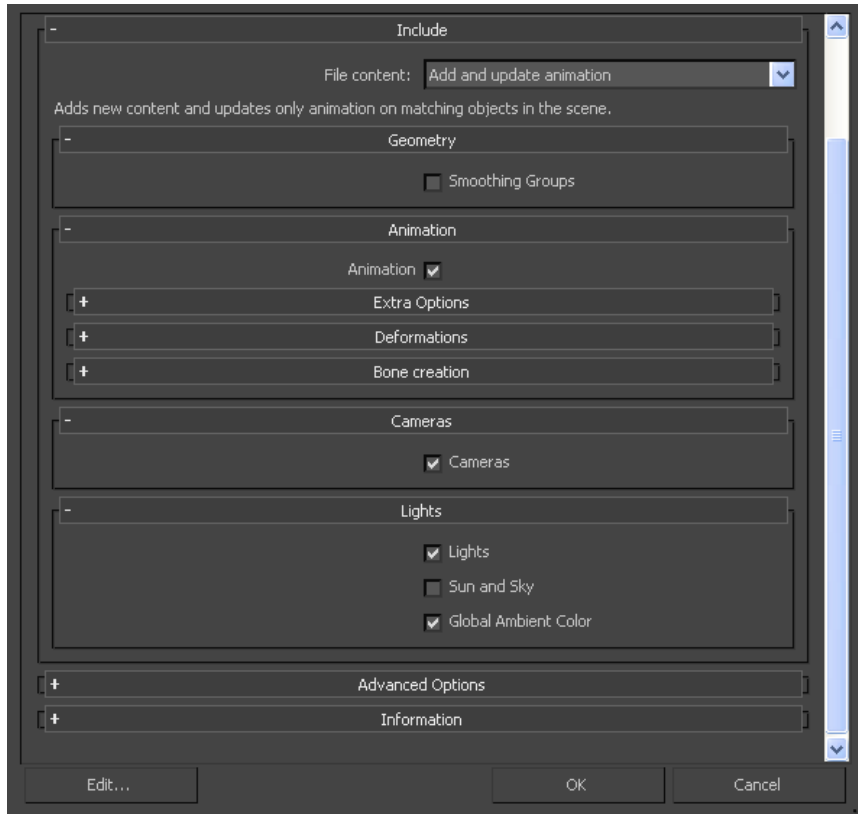 - Include
File content: Add and update animation
Adds new content and updates only animation on matching objects in the scene.
- Geometry
Smoothing Groups
- Animation
Animation
+ Extra Options
+ Deformations
+ Bone creation
- Cameras
Cameras
- Lights
Lights
Sun and Sky
Global Ambient Color
+ Advanced Options
+ Information
Edit... OK Cancel